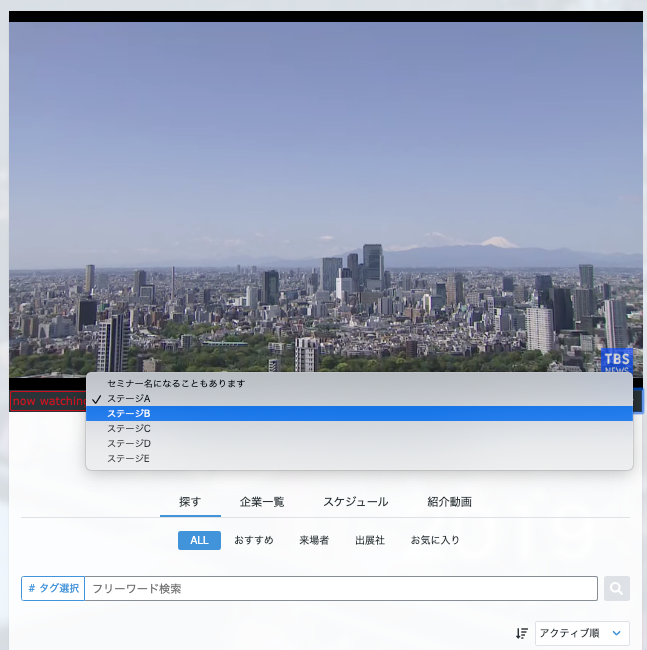 TBS
NEWS
now watching
セミナー名になることもあります
ステージA
ステージB
ステージC
ステージD
ステージE
探す 企業一覧 スケジュール 紹介動画
2019
ALL おすすめ 来場者 出展社 お気に入り
# タグ選択 フリーワード検索
アクティブ順